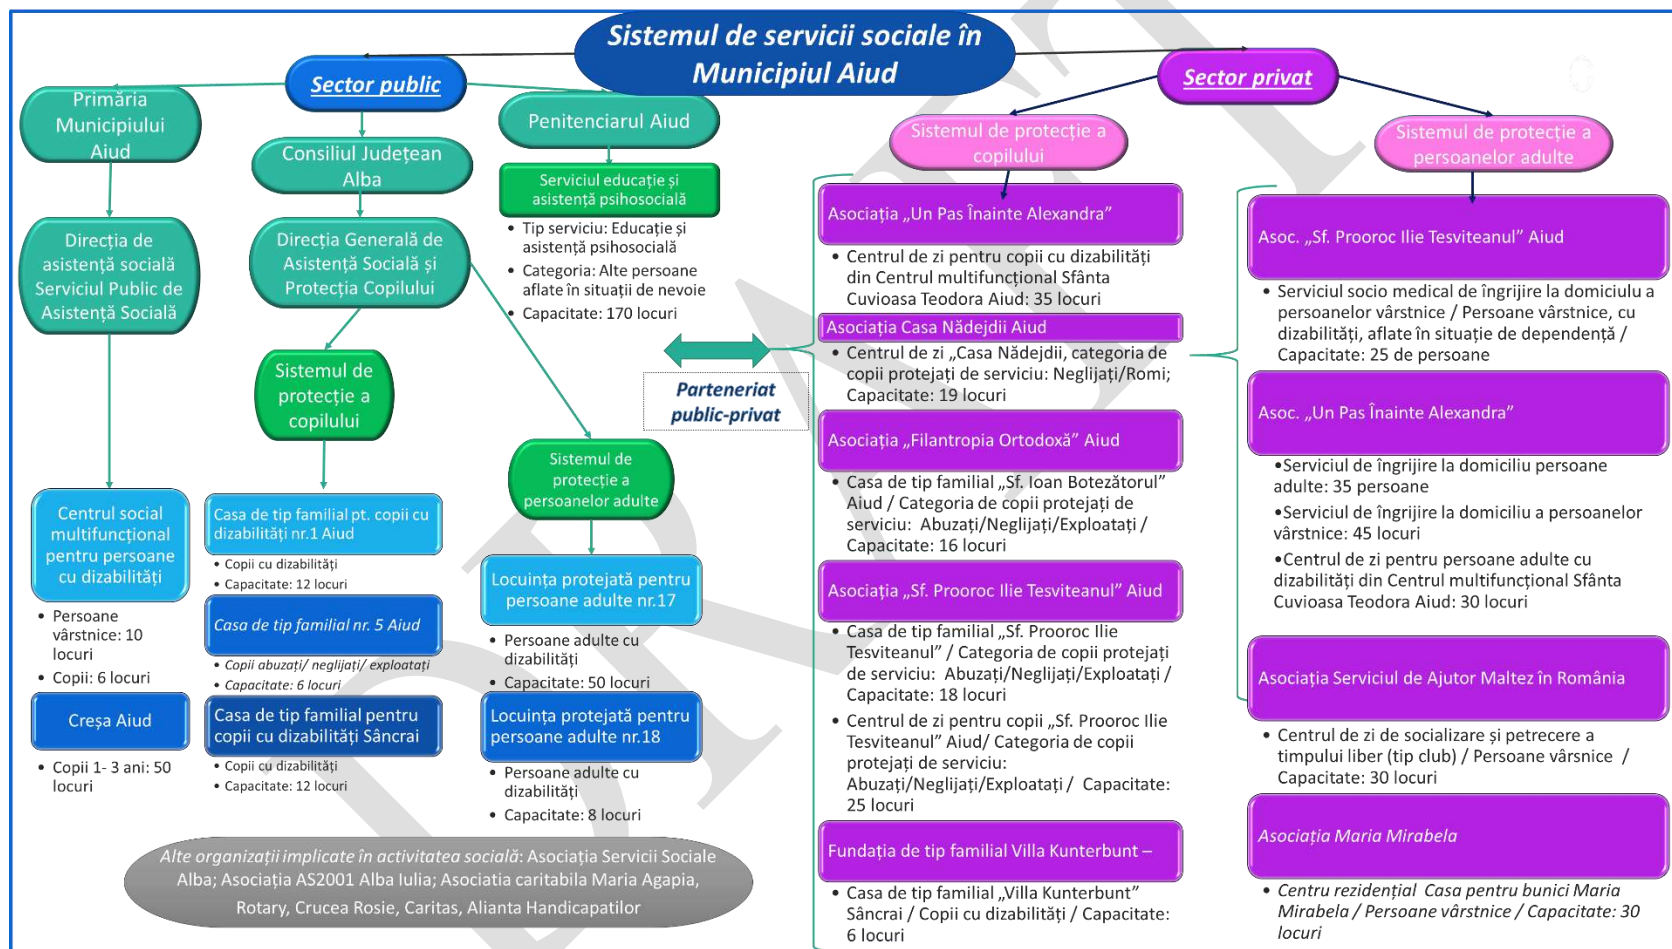 Sistemul de servicii sociale în
Municipiul Aiud
Sector public
Sector privat
Primăria
Municipiului
Aiud
Direcția de
asistență socială
Serviciul Public de
Asistență Socială
Centrul social
multifuncțional
pentru persoane
cu dizabilități
• Persoane
vârstnice: 10
locuri
• Copii: 6 locuri
Creșa Aiud
• Copii 1- 3 ani: 50
locuri
Consiliul Județean
Alba
Direcția Generală de
Asistență Socială și
Protecția Copilului
Sistemul de
protecție a
copilului
Casa de tip familial pt. copii cu
dizabilități nr.1 Aiud
• Copii cu dizabilități
• Capacitate: 12 locuri
Casa de tip familial nr. 5 Aiud
• Copii abuzați/ neglijați/ exploatați
• Capacitate: 6 locuri
Casa de tip familial pentru
copii cu dizabilități Sâncrai
• Copii cu dizabilități
• Capacitate: 12 locuri
Penitenciarul Aiud
Serviciul educație și
asistență psihosocială
• Tip serviciu: Educație și
asistență psihosocială
• Categoria: Alte persoane
aflate în situații de nevoie
• Capacitate: 170 locuri
Sistemul de
protecție a
persoanelor adulte
Locuința protejată pentru
persoane adulte nr.17
• Persoane adulte cu
dizabilități
• Capacitate: 50 locuri
Locuința protejată pentru
persoane adulte nr.18
• Persoane adulte cu
dizabilități
• Capacitate: 8 locuri
Alte organizații implicate în activitatea socială: Asociația Servicii Sociale
Alba; Asociația AS2001 Alba Iulia; Asociatia caritabila Maria Agapia,
Rotary, Crucea Rosie, Caritas, Alianta Handicapatilor
Parteneriat
public-privat
Sistemul de protecție a
copilului
Asociația „Un Pas Înainte Alexandra”
• Centrul de zi pentru copii cu dizabilități
din Centrul multifuncțional Sfânta
Cuvioasa Teodora Aiud: 35 locuri
Asociația Casa Nădejdii Aiud
• Centrul de zi „Casa Nădejdii, categoria de
copii protejați de serviciu: Neglijați/Romi;
Capacitate: 19 locuri
Asociația „Filantropia Ortodoxă” Aiud
• Casa de tip familial „Sf. Ioan Botezătorul”
Aiud / Categoria de copii protejați de
serviciu: Abuzați/Neglijați/Exploatați /
Capacitate: 16 locuri
Asociația „Sf. Prooroc Ilie Tesviteanul” Aiud
• Casa de tip familial „Sf. Prooroc Ilie
Tesviteanul” / Categoria de copii protejați
de serviciu: Abuzați/Neglijați/Exploatați /
Capacitate: 18 locuri
• Centrul de zi pentru copii „Sf. Prooroc Ilie
Tesviteanul” Aiud/ Categoria de copii
protejați de serviciu:
Abuzați/Neglijați/Exploatați / Capacitate:
25 locuri
Fundația de tip familial Villa Kunterbunt –
• Casa de tip familial „Villa Kunterbunt”
Sâncrai / Copii cu dizabilități / Capacitate:
6 locuri
Sistemul de protecție a
persoanelor adulte
Asoc. „Sf. Prooroc Ilie Tesviteanul” Aiud
• Serviciul socio medical de îngrijire la domiciulu a
persoanelor vârstnice / Persoane vârstnice, cu
dizabilități, aflate în situație de dependență /
Capacitate: 25 de persoane
Asoc. „Un Pas Înainte Alexandra”
•Serviciul de îngrijire la domiciliu persoane
adulte: 35 persoane
•Serviciul de îngrijire la domiciliu a persoanelor
vârstnice: 45 locuri
•Centrul de zi pentru persoane adulte cu
dizabilități din Centrul multifuncțional Sfânta
Cuvioasa Teodora Aiud: 30 locuri
Asociația Serviciul de Ajutor Maltez în România
• Centrul de zi de socializare și petrecere a
timpului liber (tip club) / Persoane vârsnice /
Capacitate: 30 locuri
Asociația Maria Mirabela
• Centru rezidențial Casa pentru bunici Maria
Mirabela / Persoane vârstnice / Capacitate: 30
locuri
DRAFT